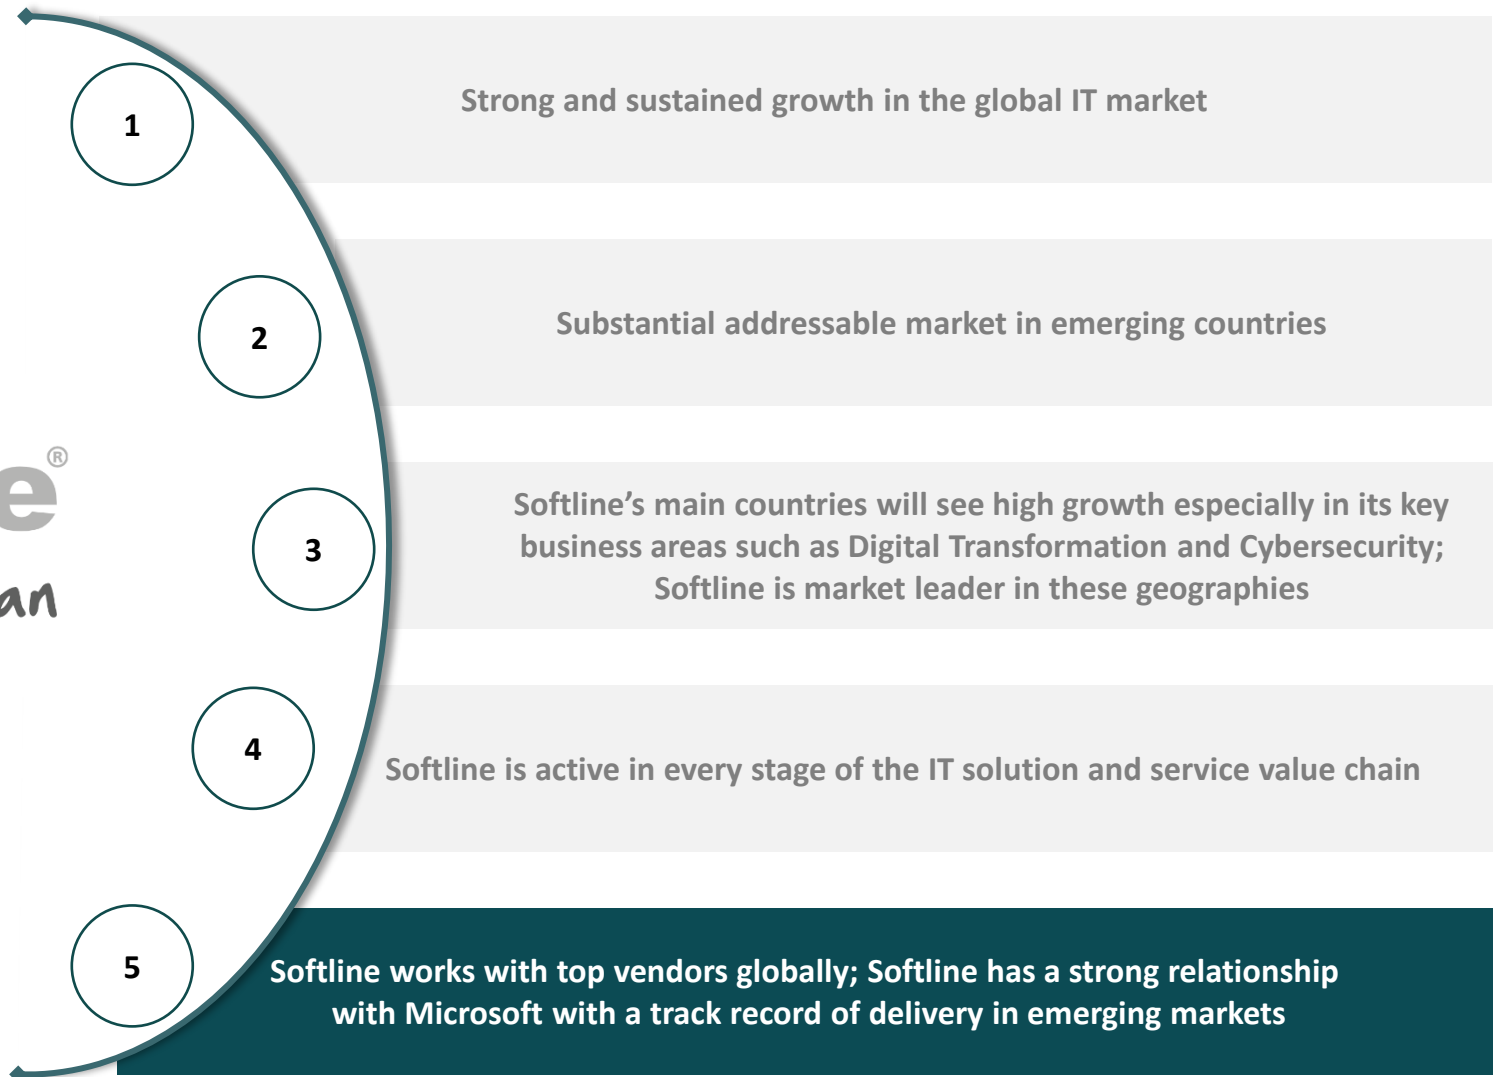 1
Strong and sustained growth in the global IT market
2
Substantial addressable market in emerging countries
e®
an
3
Softline’s main countries will see high growth especially in its key
business areas such as Digital Transformation and Cybersecurity;
Softline is market leader in these geographies
4
Softline is active in every stage of the IT solution and service value chain
5
Softline works with top vendors globally; Softline has a strong relationship
with Microsoft with a track record of delivery in emerging markets